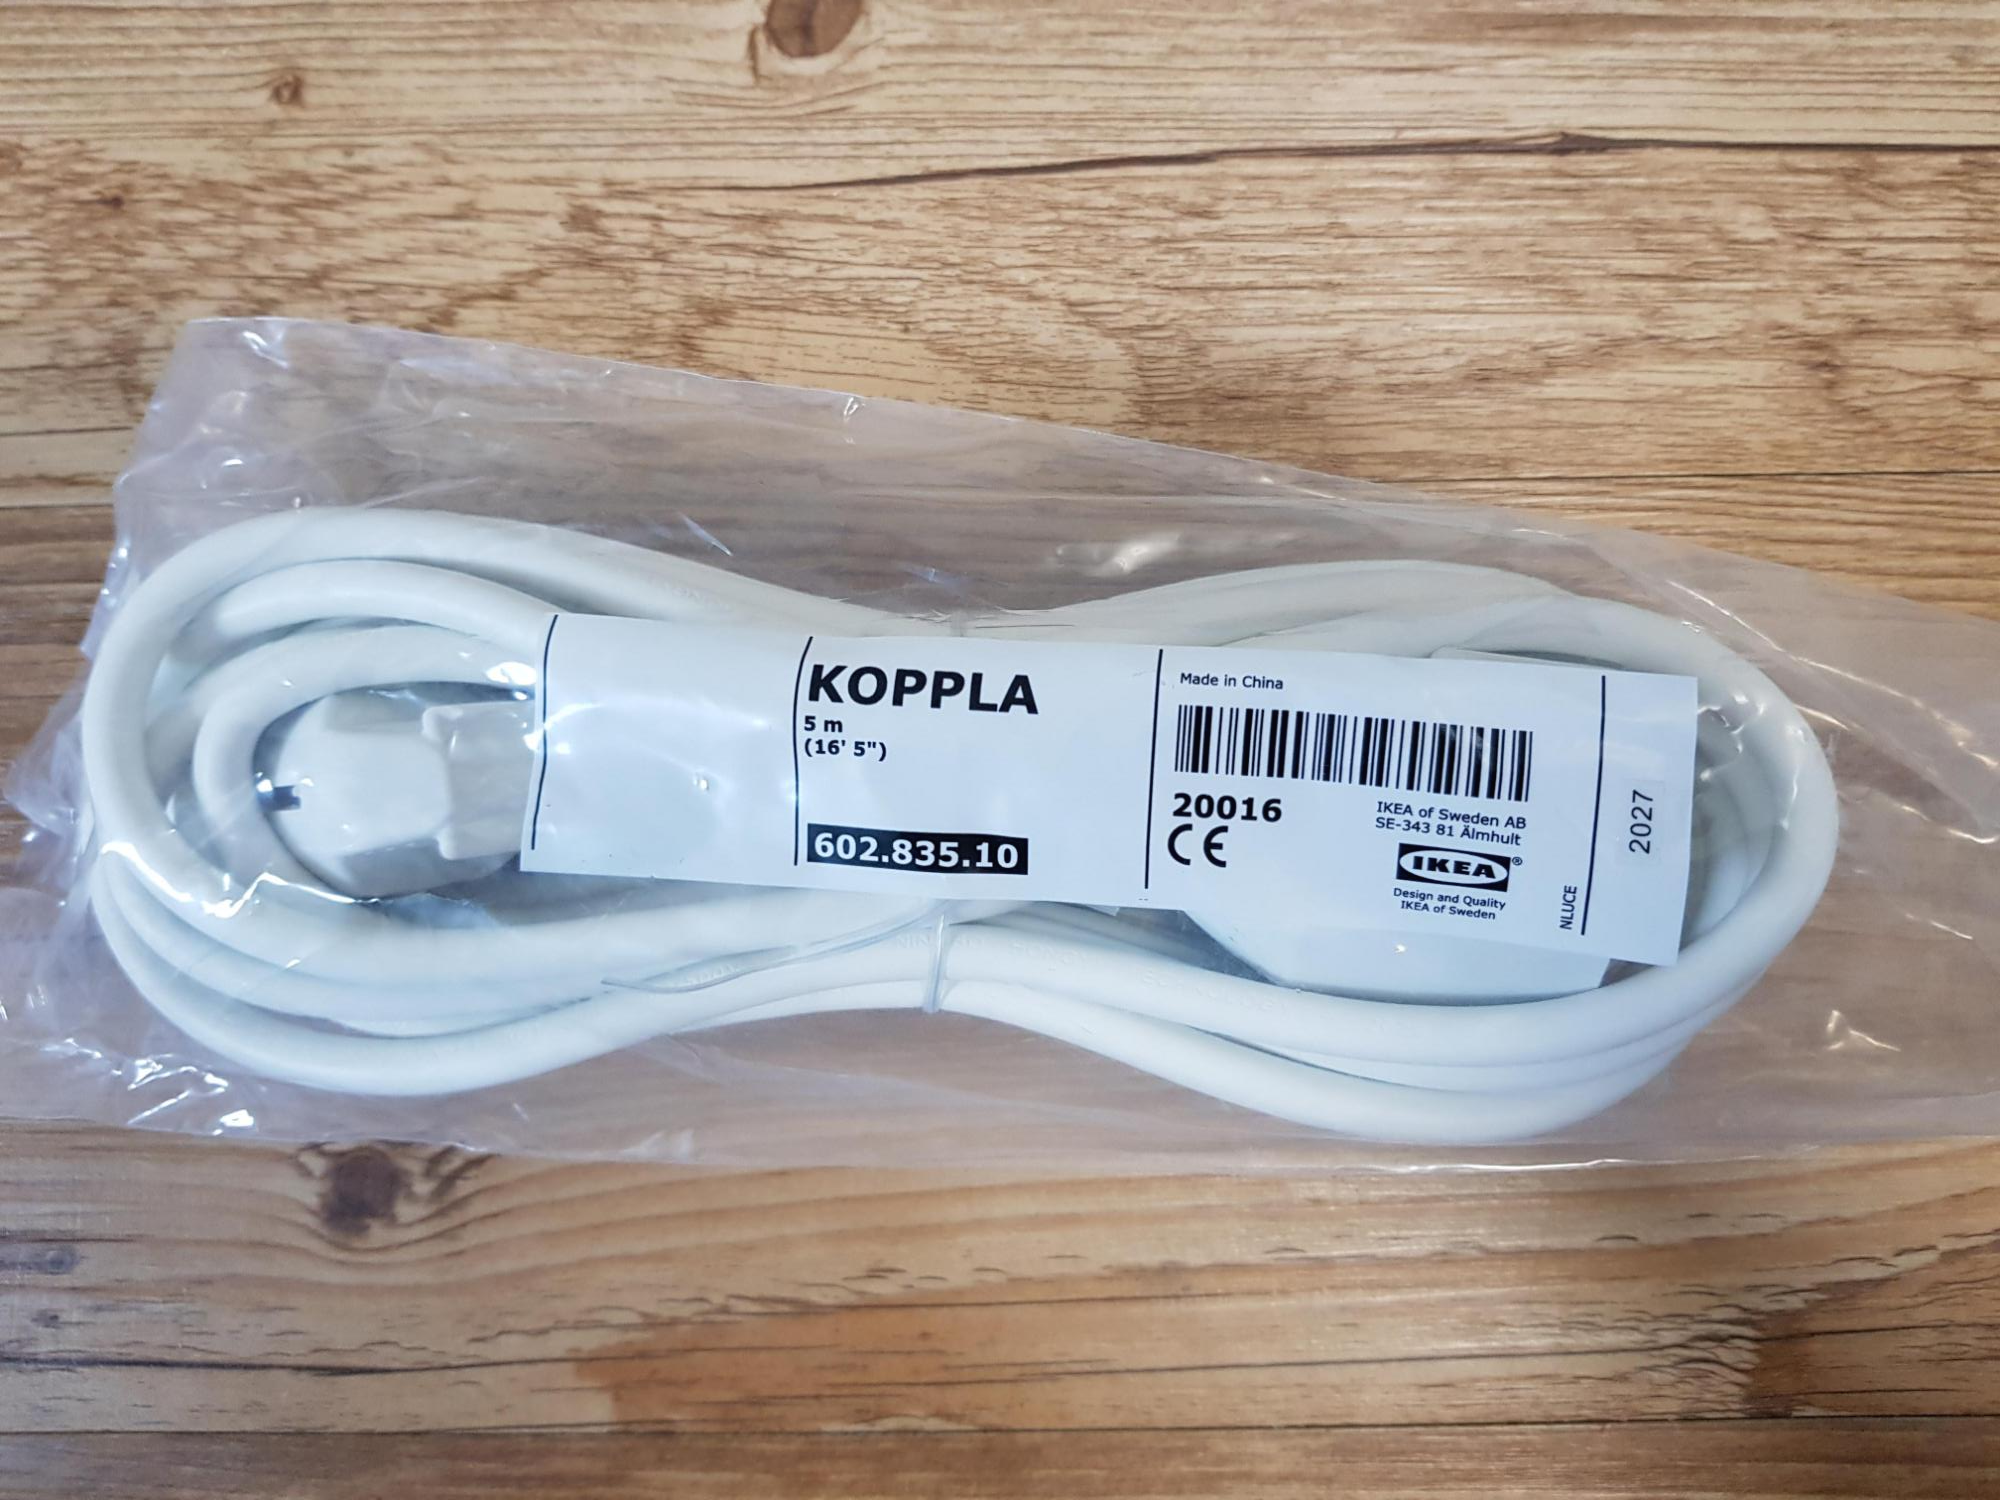 KOPPLA
5 m
(16' 5")
602.835.10
Made in China
20016
CE
IKEA of Sweden AB
SE-343 81 Älmhult
IKEA®
Design and Quality
IKEA of Sweden
NLUCE
2027